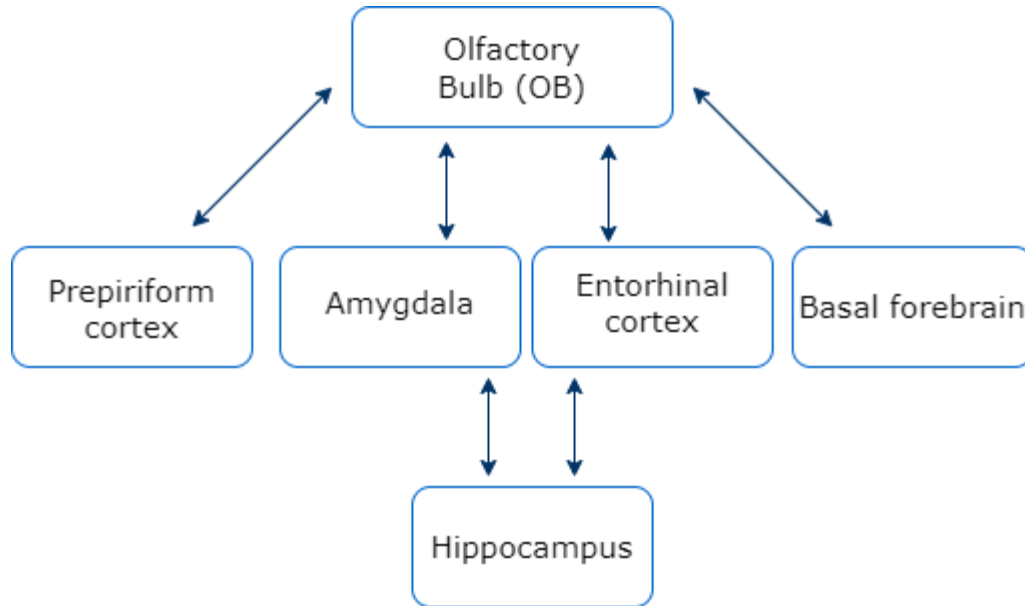 Olfactory
Bulb (OB)
Prepiriform
cortex
Amygdala
Entorhinal
cortex
Basal forebrain
Hippocampus